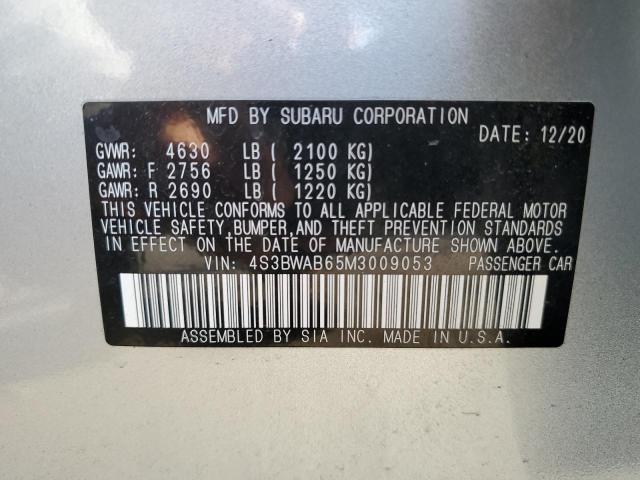 MFD BY SUBARU CORPORATION
DATE: 12/20
GVWR: 4630 LB ( 2100 KG)
GAWR: F 2756 LB ( 1250 KG)
GAWR: R 2690 LB ( 1220 KG)
THIS VEHICLE CONFORMS TO ALL APPLICABLE FEDERAL MOTOR
VEHICLE SAFETY, BUMPER, AND THEFT PREVENTION STANDARDS
IN EFFECT ON THE DATE OF MANUFACTURE SHOWN ABOVE.
VIN: 4S3BWAB65M3009053 PASSENGER CAR
ASSEMBLED BY SIA INC. MADE IN U.S.A.